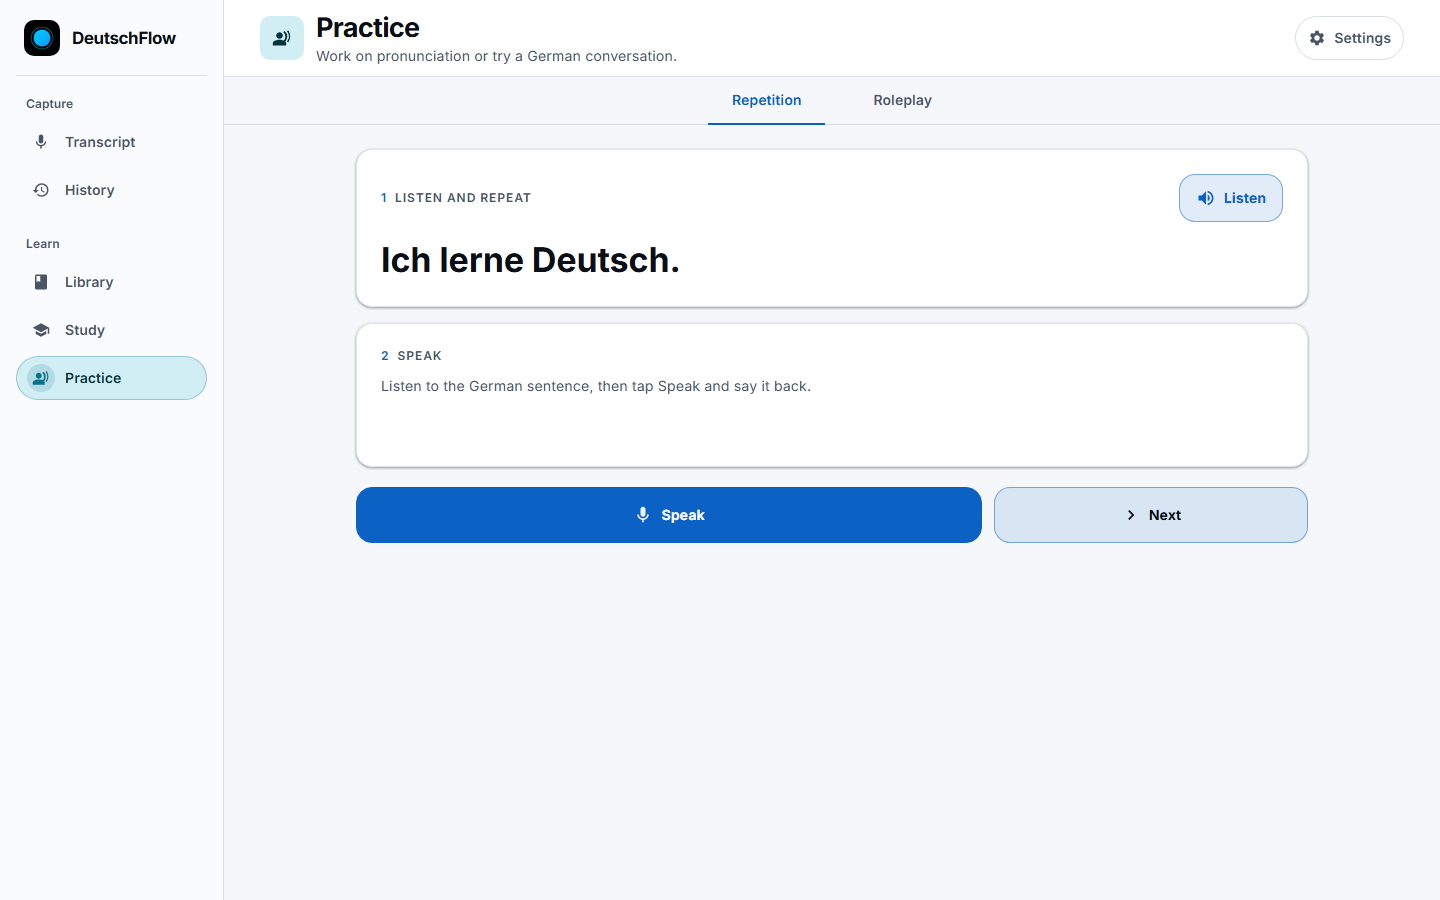 DeutschFlow
Capture
Transcript
History
Learn
Library
Study
Practice
Practice
Work on pronunciation or try a German conversation.
Settings
Repetition
Roleplay
1 LISTEN AND REPEAT
Listen
Ich lerne Deutsch.
2 SPEAK
Listen to the German sentence, then tap Speak and say it back.
Speak
Next